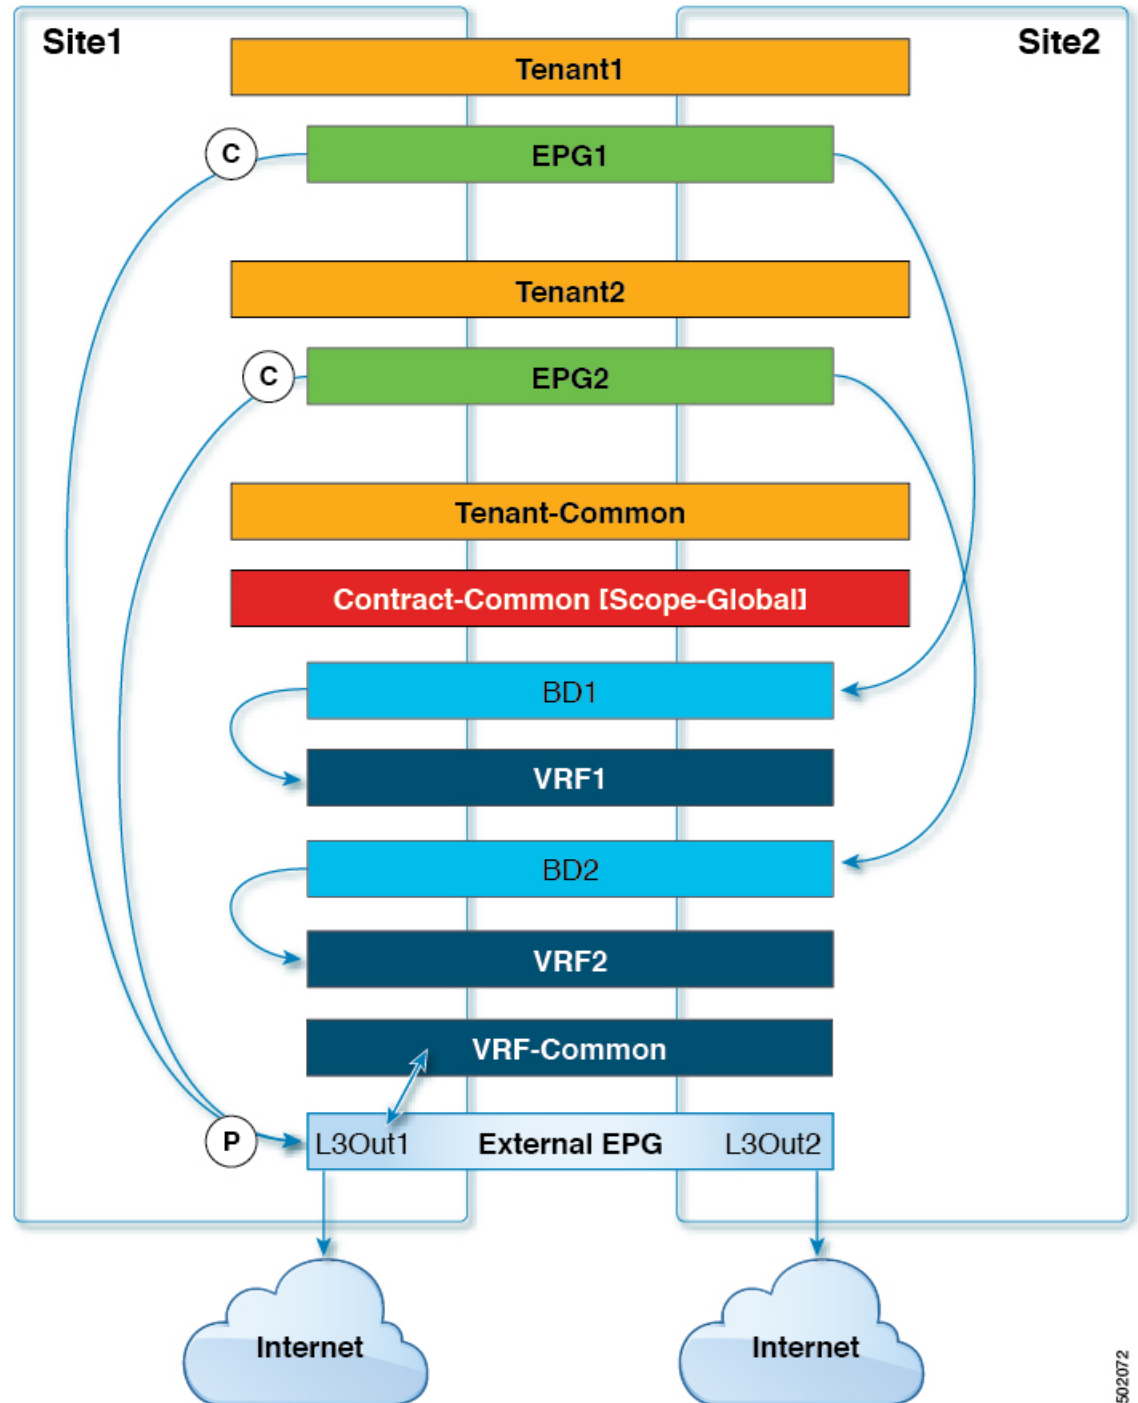 Site1
Site2
Tenant1
C
EPG1
Tenant2
C
EPG2
Tenant-Common
Contract-Common [Scope-Global]
BD1
VRF1
BD2
VRF2
VRF-Common
P
L3Out1
External EPG
L3Out2
Internet
Internet
502072